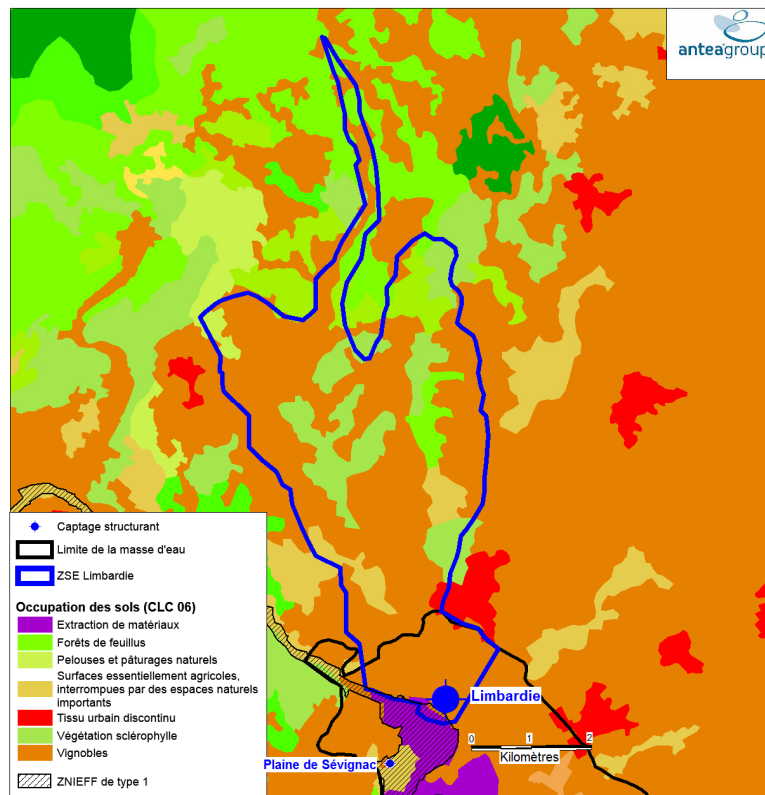 anteagroup
Captage structurant
Limite de la masse d'eau
ZSE Limbardie
Occupation des sols (CLC 06)
Extraction de matériaux
Forêts de feuillus
Pelouses et pâturages naturels
Surfaces essentiellement agricoles,
interrompues par des espaces naturels
importants
Tissu urbain discontinu
Végétation sclérophylle
Vignobles
ZNIEFF de type 1
Limbardie
Plaine de Sévignac
0 1 2
Kilomètres